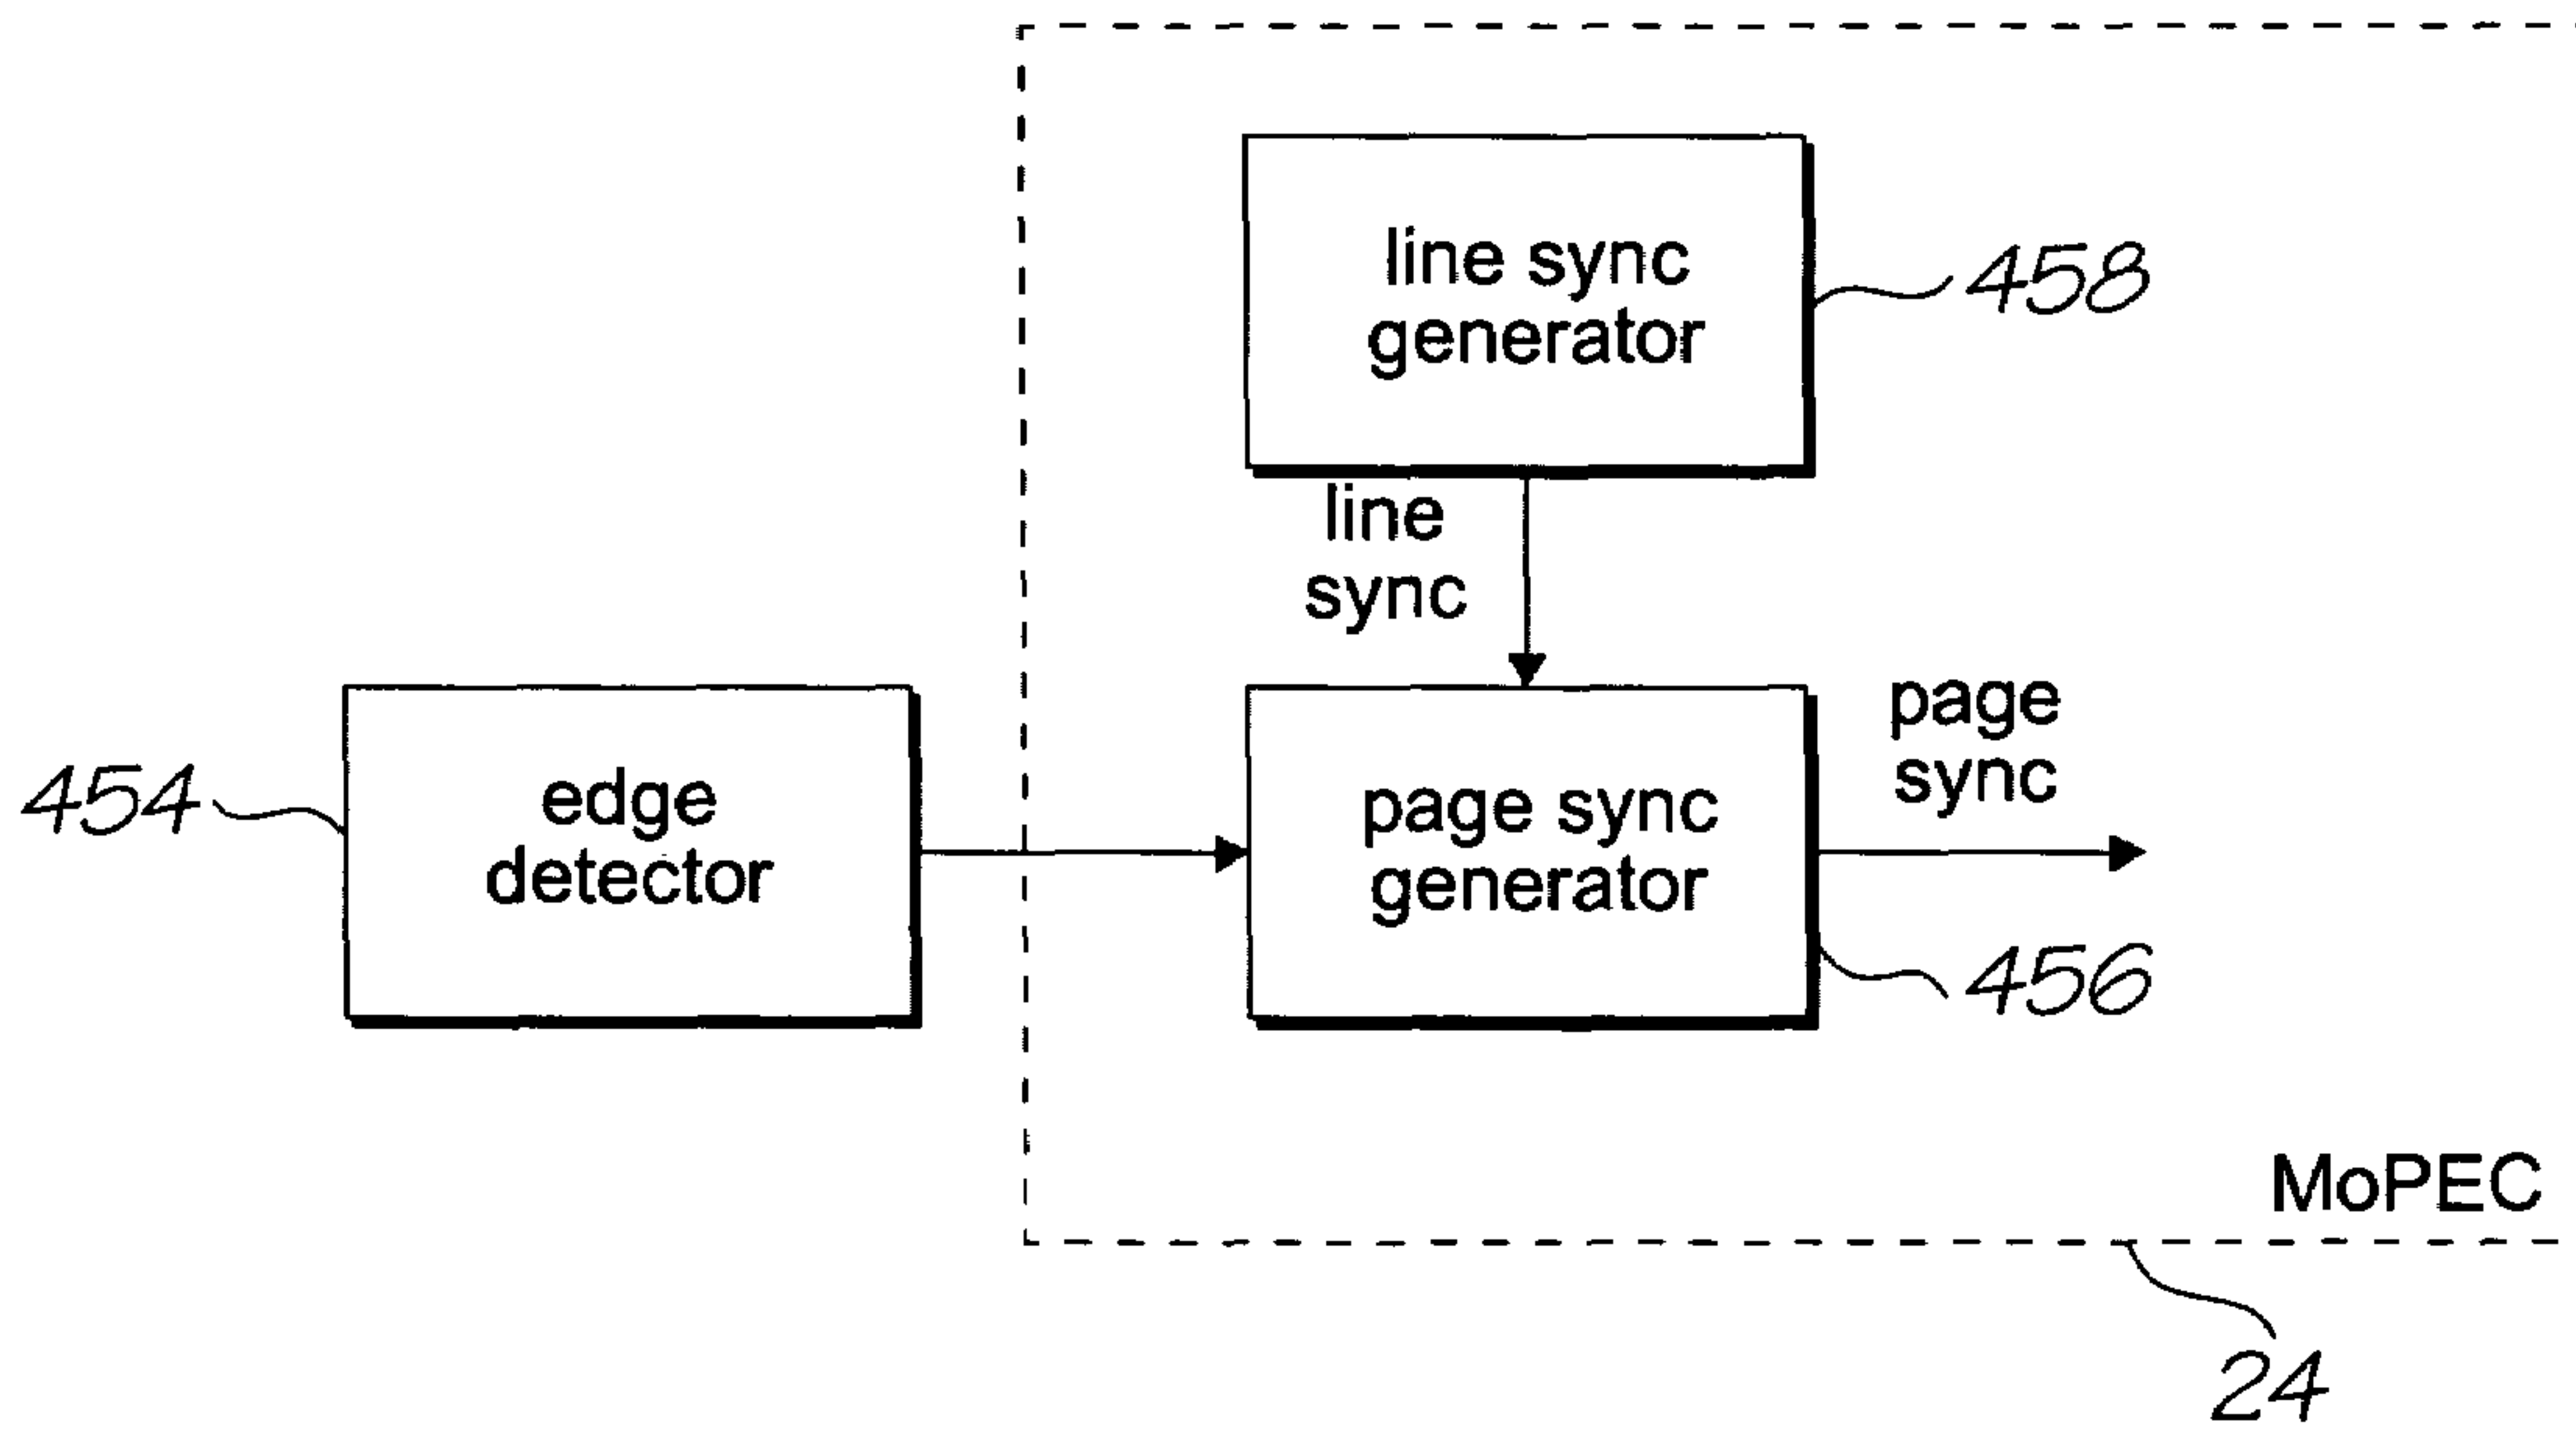 line sync
generator
458
line
sync
page
sync
454
edge
detector
page sync
generator
456
MoPEC
24